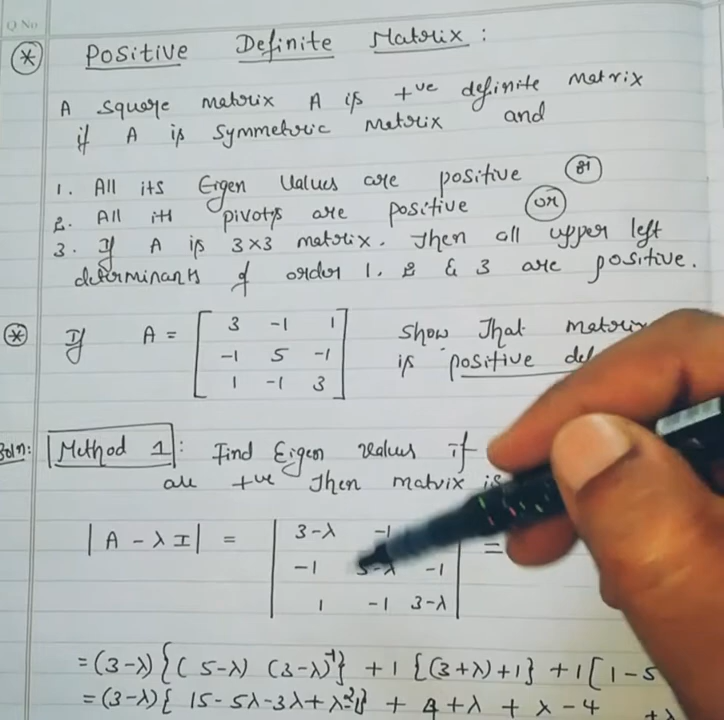 Q No
* Positive Definite Matrix :
A square matrix A is +ve definite matrix
if A is symmetric matrix and
1. All its Eigen values are positive or
2. All its pivots are positive or
3. If A is 3×3 matrix. Then all upper left
determinants of order 1, 2 & 3 are positive.
* If A = [ 3 -1 1 show that matrix
-1 5 -1 is positive def
1 -1 3 ]
Soln: Method 1 : Find Eigen values if
are +ve then matrix is
| A - λ I | = | 3-λ -1
-1 5-λ -1 | =
1 -1 3-λ |
= (3-λ) { (5-λ) (3-λ)-1 } + 1 { (3+λ)+1 } + 1 [ 1-5
= (3-λ) { 15 - 5λ - 3λ + λ²-1 } + 4 + λ + λ - 4